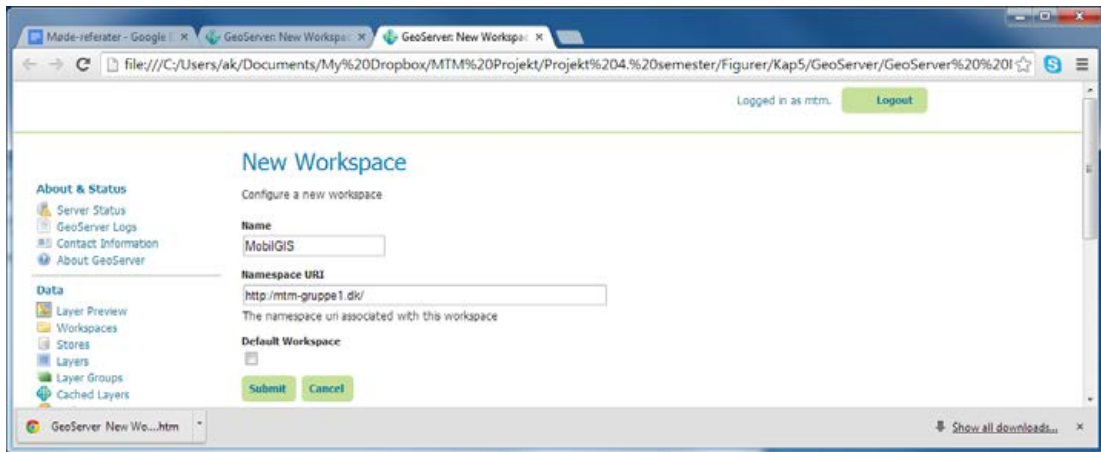 Møde-referater - Google
GeoServer: New Workspac
GeoServer: New Workspac
file:///C:/Users/ak/Documents/My%20Dropbox/MTM%20Projekt/Projekt%204.%20semester/Figurer/Kap5/GeoServer/GeoServer%20%20
Logged in as mtm.
Logout
New Workspace
Configure a new workspace
Name
MobilGIS
Namespace URI
http:/mtm-gruppe1.dk/
The namespace uri associated with this workspace
Default Workspace
Submit
Cancel
About & Status
Server Status
GeoServer Logs
Contact Information
About GeoServer
Data
Layer Preview
Workspaces
Stores
Layers
Layer Groups
Cached Layers
GeoServer New Wo....htm
Show all downloads...